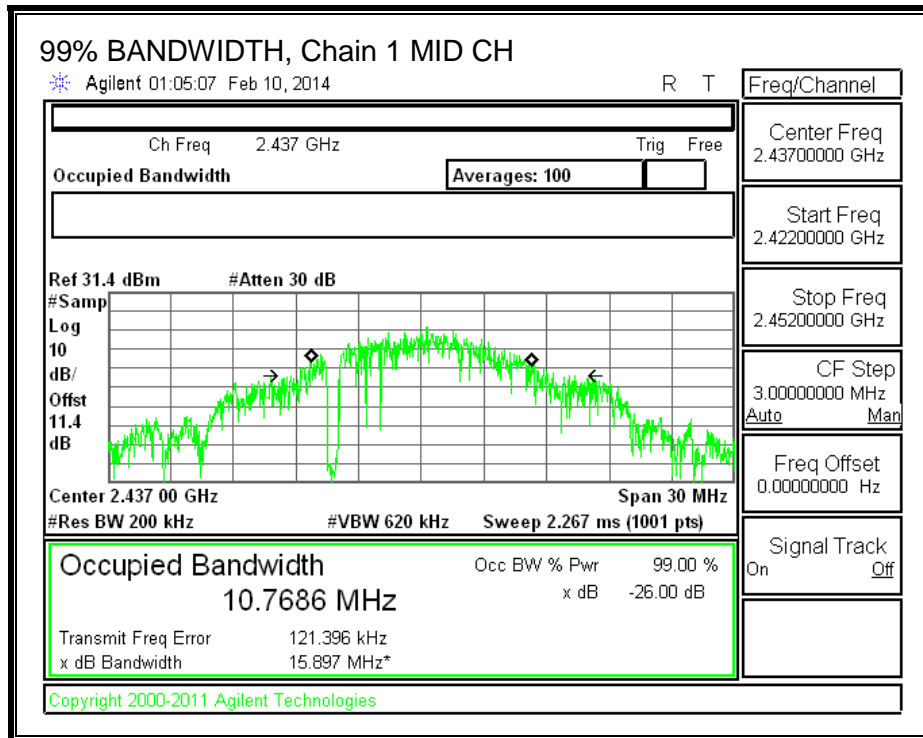 99% BANDWIDTH, Chain 1 MID CH
Agilent 01:05:07 Feb 10, 2014 R T
Freq/Channel
Ch Freq 2.437 GHz Trig Free
Occupied Bandwidth Averages: 100
Center Freq
2.43700000 GHz
Start Freq
2.42200000 GHz
Ref 31.4 dBm #Atten 30 dB
#Samp
Log
10
dB/
Offst
11.4
dB
Stop Freq
2.45200000 GHz
CF Step
3.00000000 MHz
Auto Man
Freq Offset
0.00000000 Hz
Center 2.437 00 GHz Span 30 MHz
#Res BW 200 kHz #VBW 620 kHz Sweep 2.267 ms (1001 pts)
Signal Track
On Off
Occupied Bandwidth Occ BW % Pwr 99.00 %
10.7686 MHz x dB -26.00 dB
Transmit Freq Error 121.396 kHz
x dB Bandwidth 15.897 MHz*
Copyright 2000-2011 Agilent Technologies